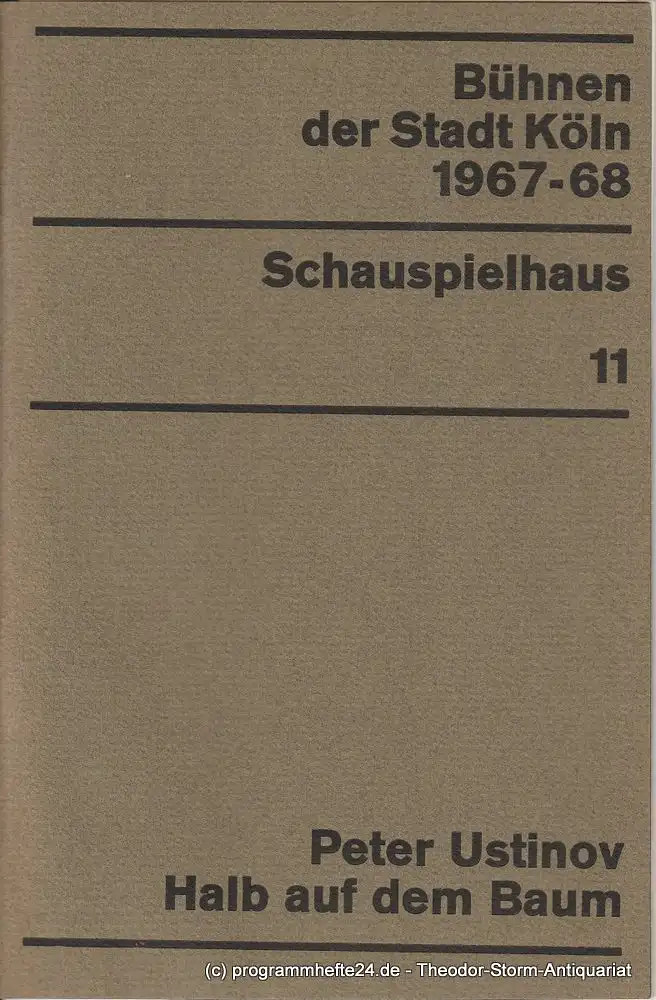 Bühnen
der Stadt Köln
1967-68
Schauspielhaus
11
Peter Ustinov
Halb auf dem Baum
(c) programmhefte24.de - Theodor-Storm-Antiquariat